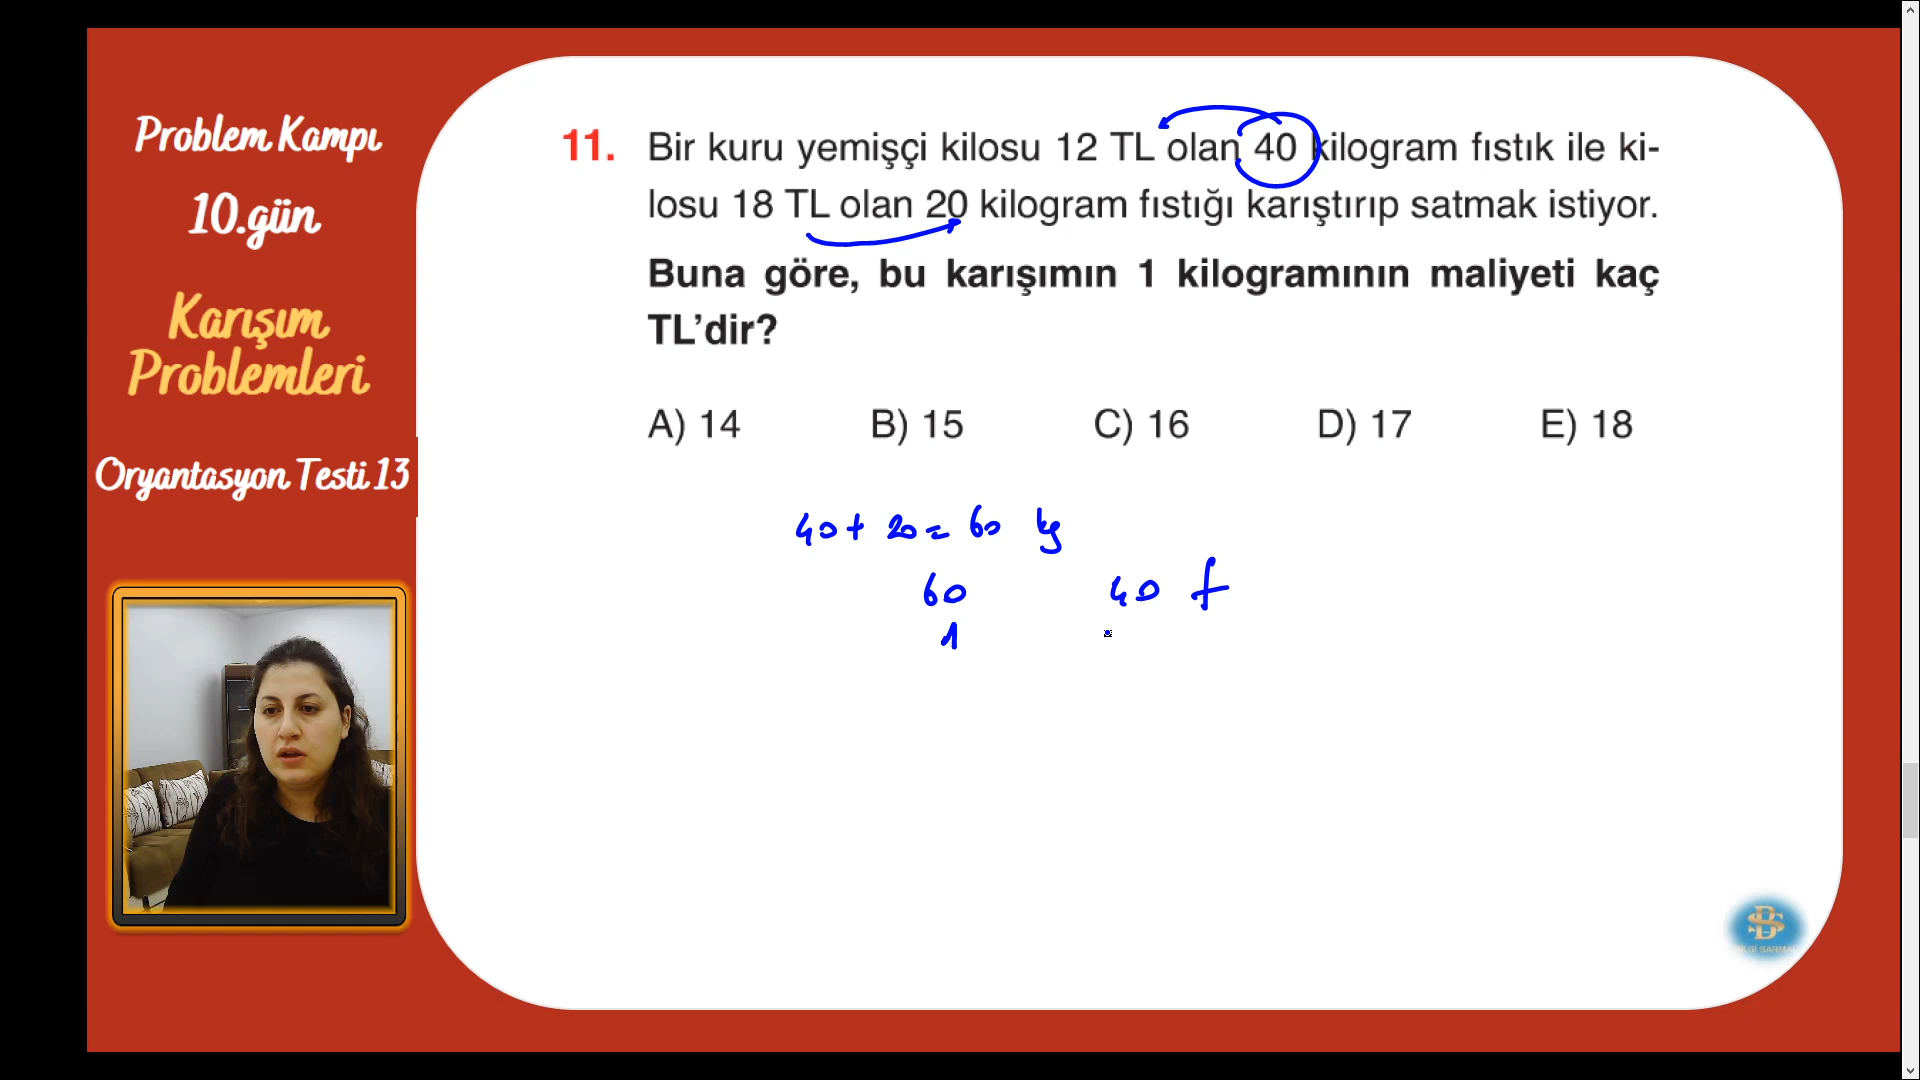 Problem Kampı
10.gün
Karışım
Problemleri
Oryantasyon Testi 13
11. Bir kuru yemişçi kilosu 12 TL olan 40 kilogram fıstık ile ki-
losu 18 TL olan 20 kilogram fıstığı karıştırıp satmak istiyor.
Buna göre, bu karışımın 1 kilogramının maliyeti kaç
TL’dir?
A) 14 B) 15 C) 16 D) 17 E) 18
40 + 20 = 60 kg
60 40 f
1